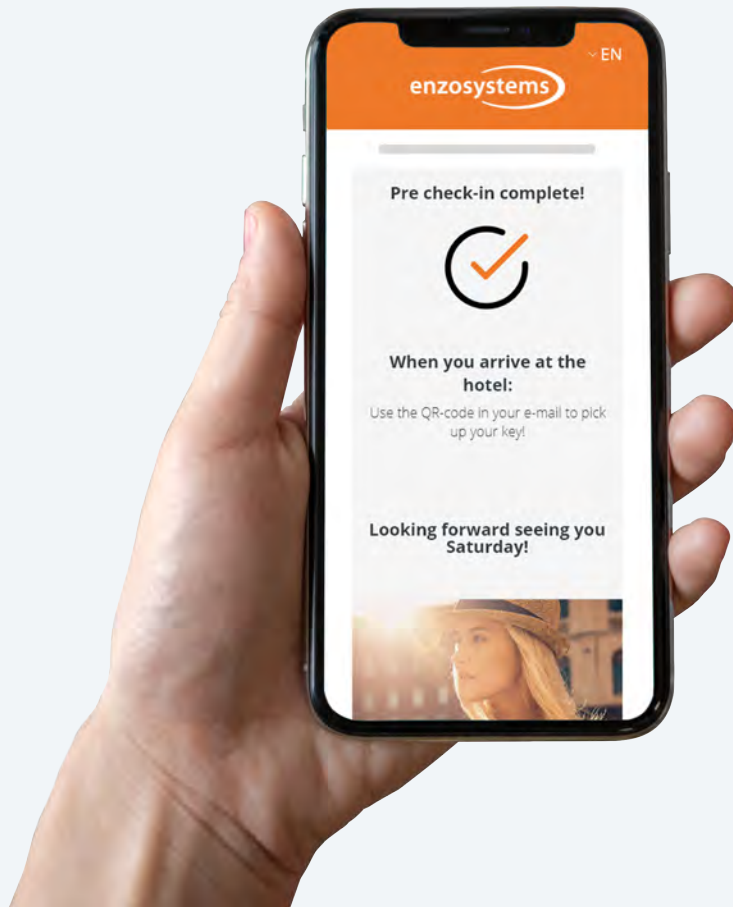 EN
enzosystems
Pre check-in complete!
When you arrive at the
hotel:
Use the QR-code in your e-mail to pick
up your key!
Looking forward seeing you
Saturday!